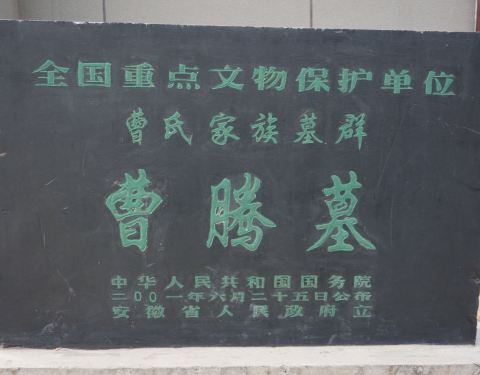 全国重点文物保护单位
曹氏家族墓群
曹腾墓
中华人民共和国国务院
二〇〇一年六月二十五日公布
安徽省人民政府立